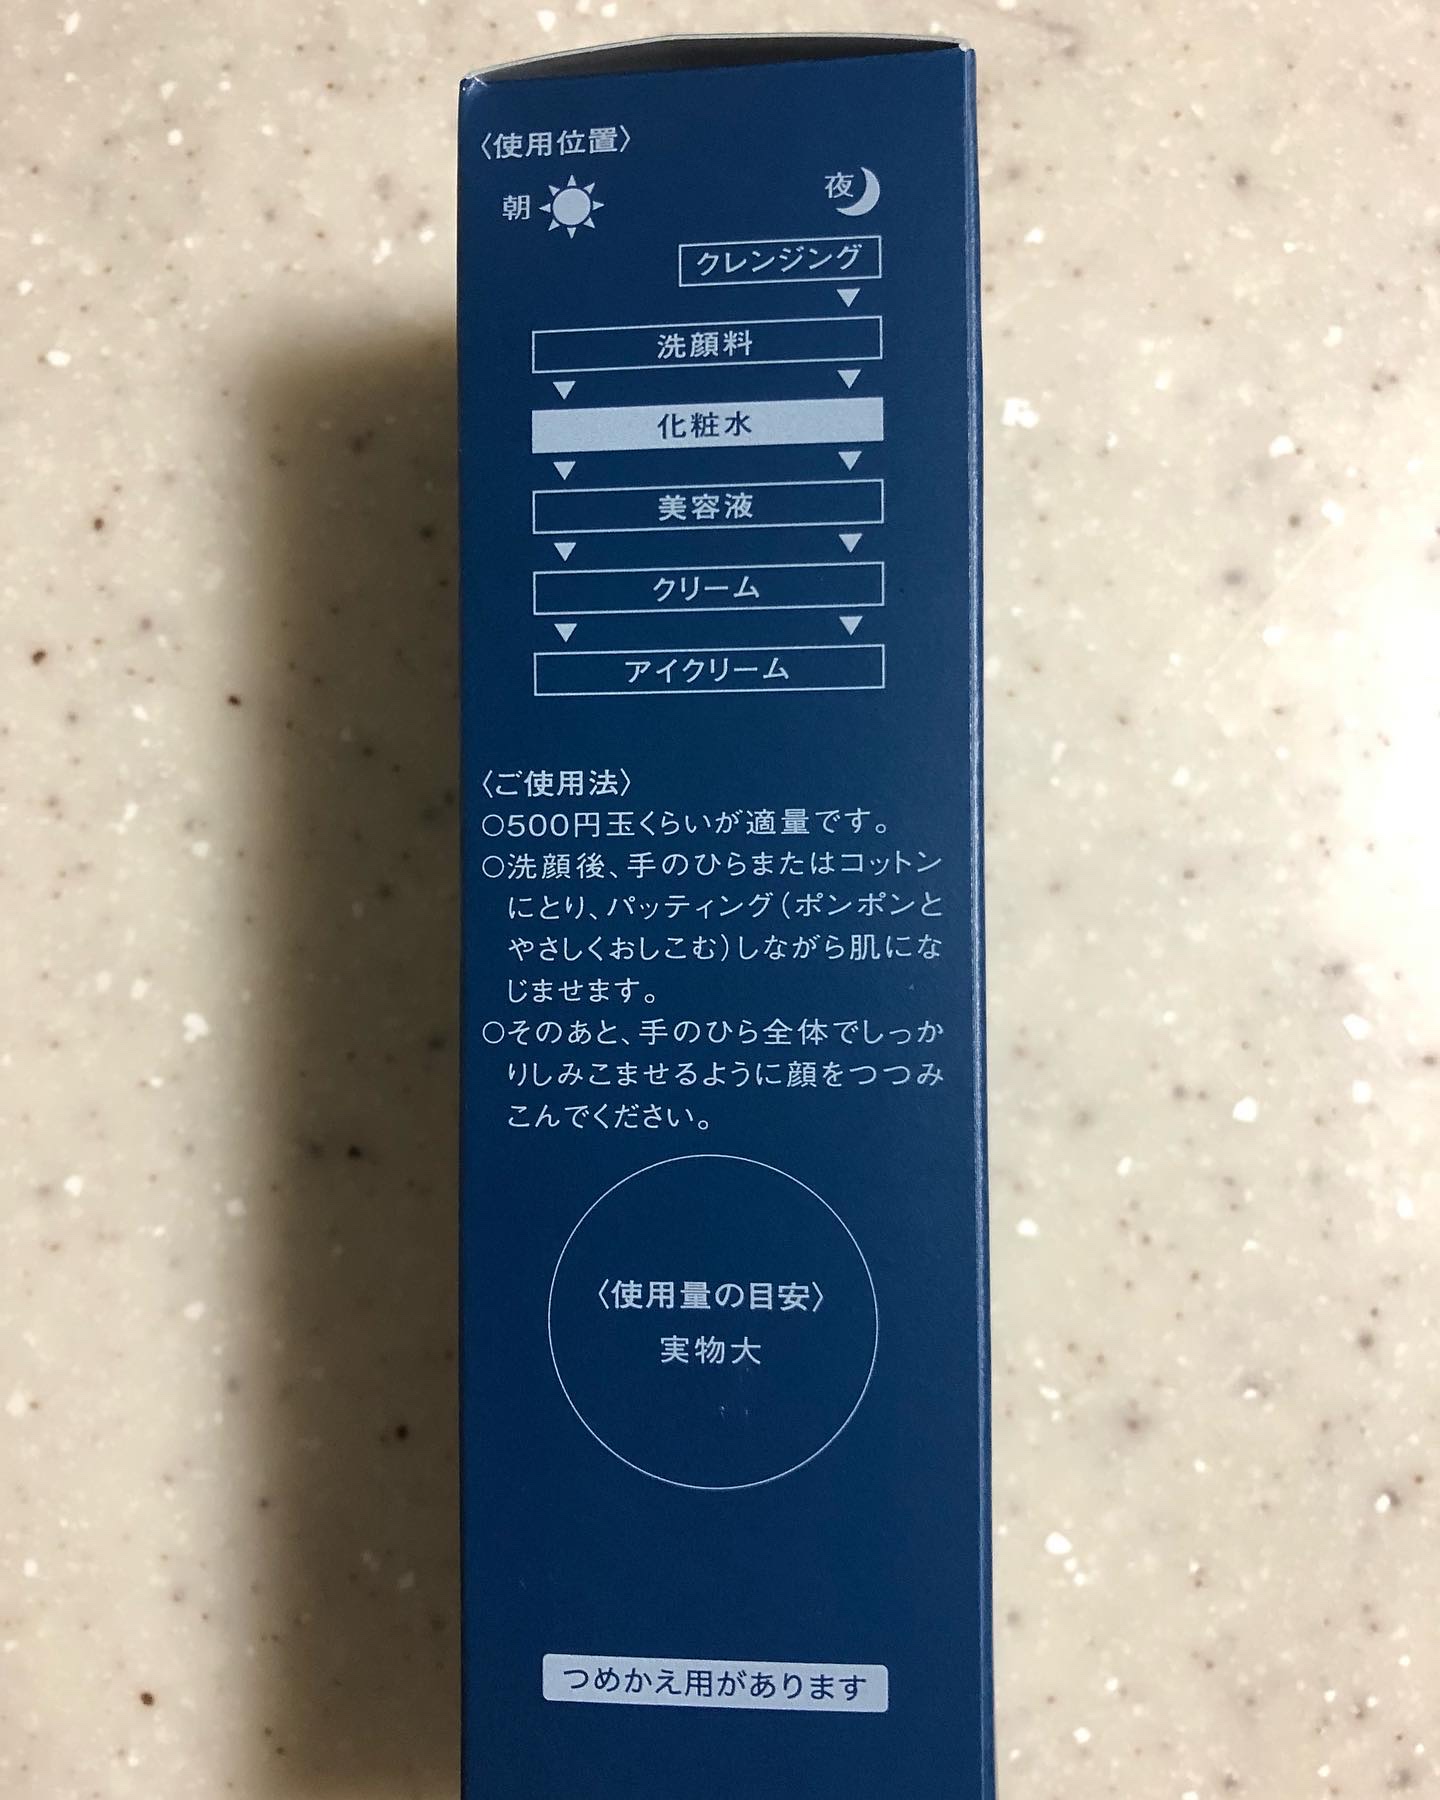 〈使用位置〉
朝 夜
クレンジング
洗顔料
化粧水
美容液
クリーム
アイクリーム
〈ご使用法〉
○500円玉くらいが適量です。
○洗顔後、手のひらまたはコットン
にとり、パッティング(ポンポンと
やさしくおしこむ)しながら肌にな
じませます。
○そのあと、手のひら全体でしっか
りしみこませるように顔をつつみ
こんでください。
〈使用量の目安〉
実物大
つめかえ用があります